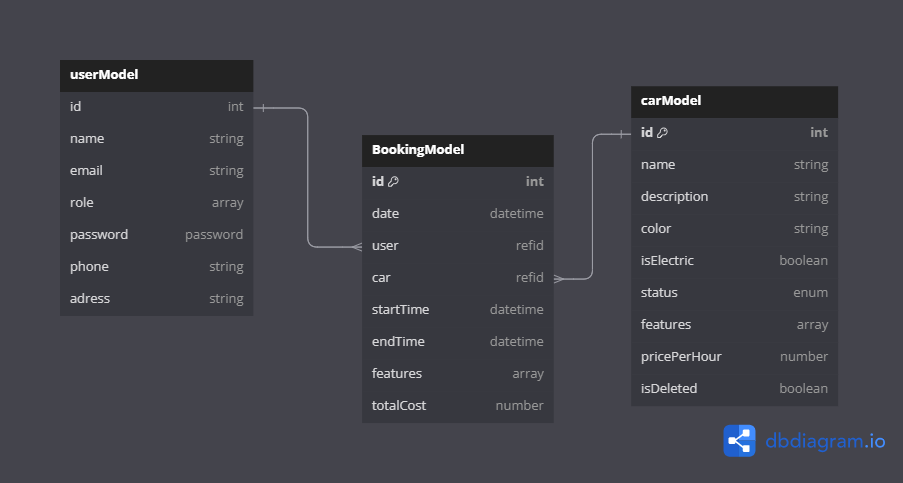 userModel
id int
name string
email string
role array
password password
phone string
adress string
BookingModel
id int
date datetime
user refid
car refid
startTime datetime
endTime datetime
features array
totalCost number
carModel
id int
name string
description string
color string
isElectric boolean
status enum
features array
pricePerHour number
isDeleted boolean
dbdiagram.io